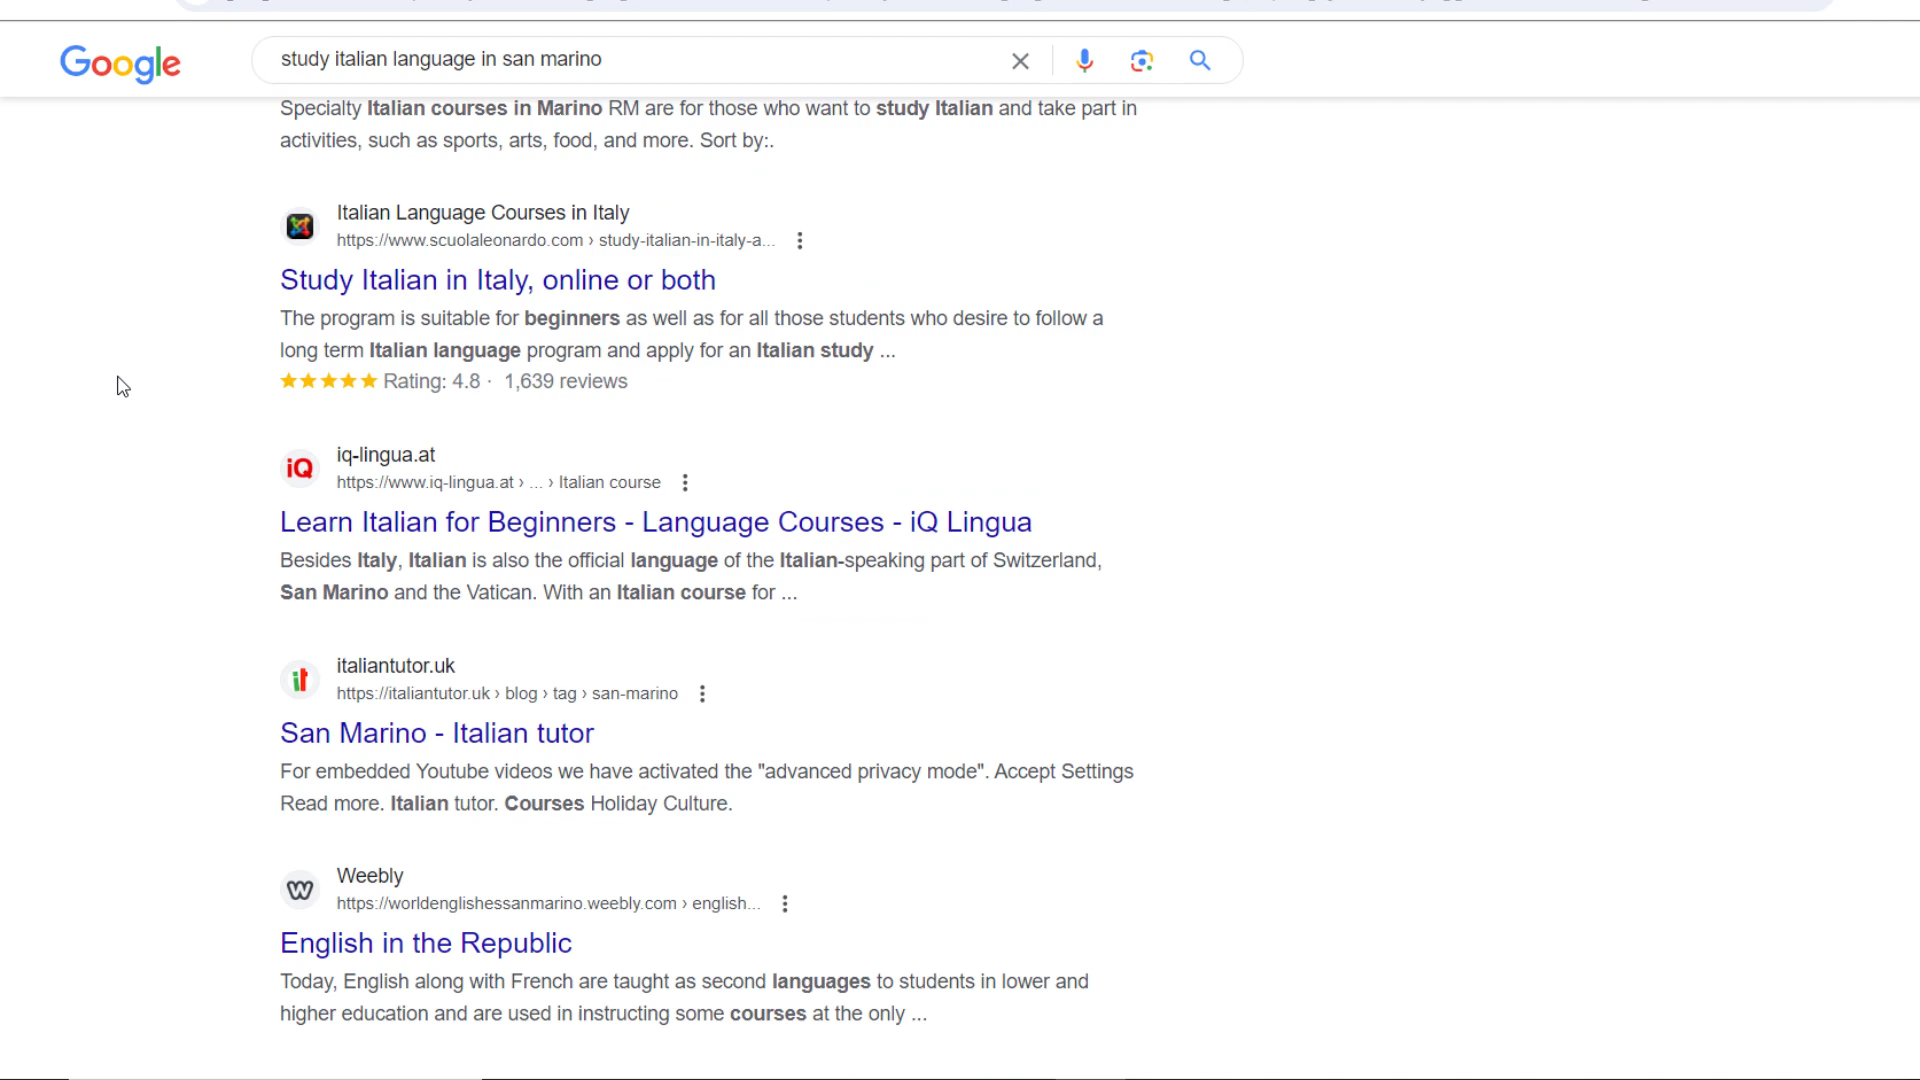 Google
study italian language in san marino
Specialty Italian courses in Marino RM are for those who want to study Italian and take part in
activities, such as sports, arts, food, and more. Sort by:.
Italian Language Courses in Italy
https://www.scuolaleonardo.com › study-italian-in-italy-a...
Study Italian in Italy, online or both
The program is suitable for beginners as well as for all those students who desire to follow a
long term Italian language program and apply for an Italian study ...
Rating: 4.8 · 1,639 reviews
iQ
iq-lingua.at
https://www.iq-lingua.at › ... › Italian course
Learn Italian for Beginners - Language Courses - iQ Lingua
Besides Italy, Italian is also the official language of the Italian-speaking part of Switzerland,
San Marino and the Vatican. With an Italian course for ...
it
italiantutor.uk
https://italiantutor.uk › blog › tag › san-marino
San Marino - Italian tutor
For embedded Youtube videos we have activated the "advanced privacy mode". Accept Settings
Read more. Italian tutor. Courses Holiday Culture.
W
Weebly
https://worldenglishessanmarino.weebly.com › english...
English in the Republic
Today, English along with French are taught as second languages to students in lower and
higher education and are used in instructing some courses at the only ...